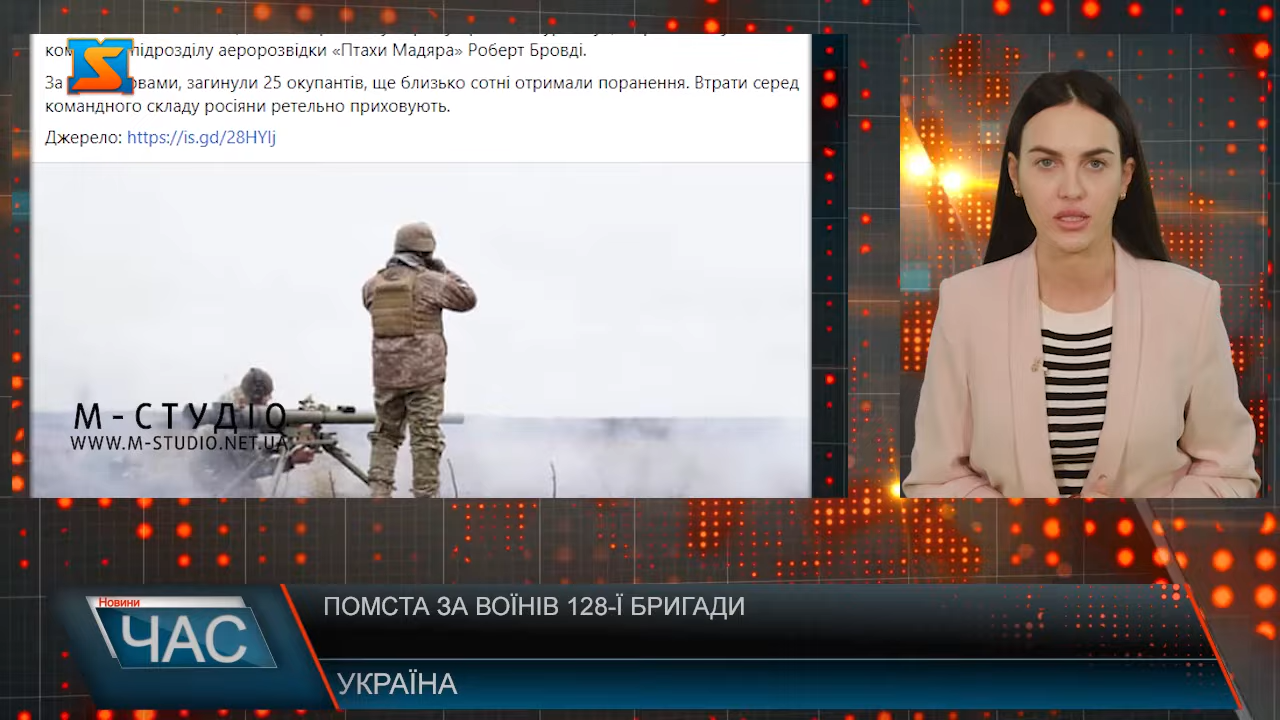 підрозділу аеророзвідки «Птахи Мадяра» Роберт Бровді.
За овами, загинули 25 окупантів, ще близько сотні отримали поранення. Втрати серед
командного складу росіяни ретельно приховують.
Джерело: https://is.gd/28HYIj
М-СТУДІО
WWW.M-STUDIO.NET.UA
ПОМСТА ЗА ВОЇНІВ 128-Ї БРИГАДИ
Новини
ЧАС
УКРАЇНА